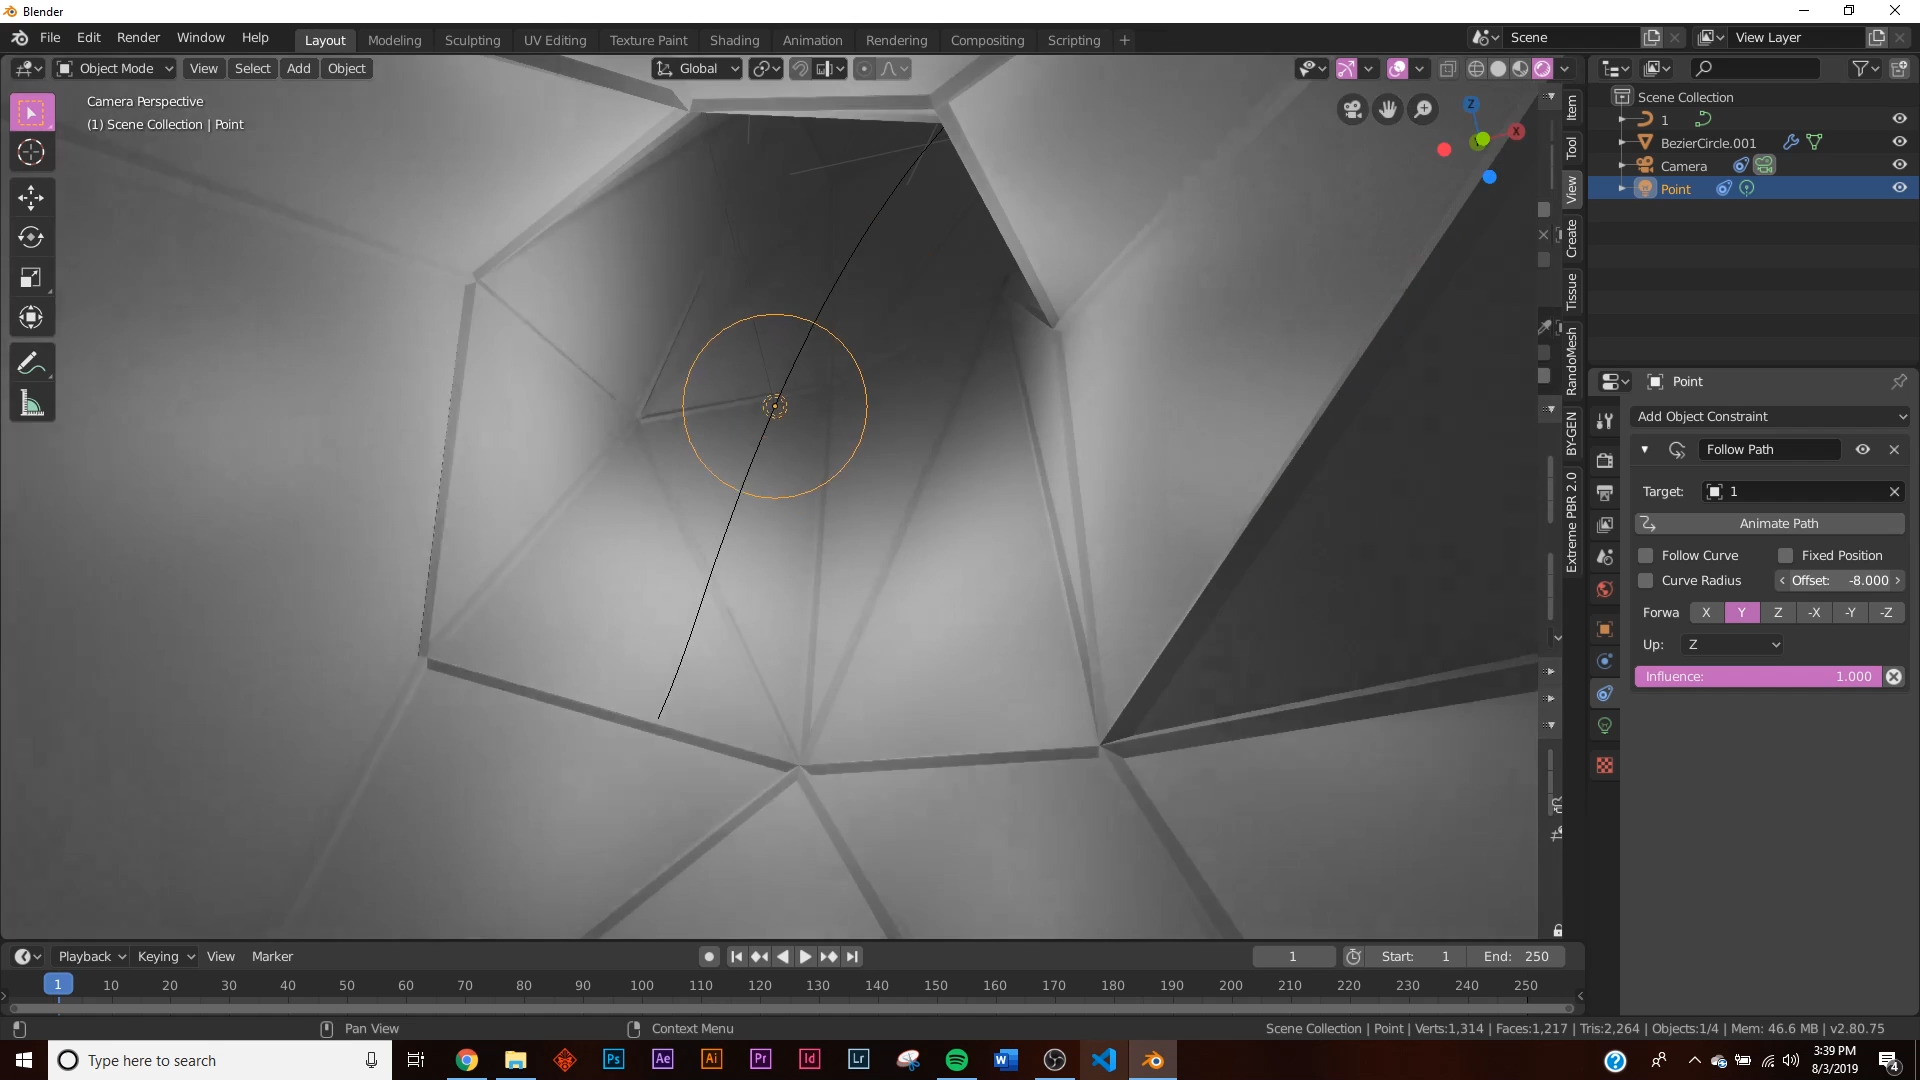 Blender
File Edit Render Window Help
Layout Modeling Sculpting UV Editing Texture Paint Shading Animation Rendering Compositing Scripting +
Scene
View Layer
Object Mode View Select Add Object
Global
Camera Perspective
(1) Scene Collection | Point
Z
X
Item
Tool
View
Create
Tissue
RandoMesh
BY-GEN
Extreme PBR 2.0
Scene Collection
1
BezierCircle.001
Camera
Point
Point
Add Object Constraint
Follow Path
Target: 1
Animate Path
Follow Curve Fixed Position
Curve Radius Offset: -8.000
Forwa X Y Z -X -Y -Z
Up: Z
Influence: 1.000
Playback Keying View Marker
1 Start: 1 End: 250
1 10 20 30 40 50 60 70 80 90 100 110 120 130 140 150 160 170 180 190 200 210 220 230 240 250
Pan View Context Menu
Scene Collection | Point | Verts:1,314 | Faces:1,217 | Tris:2,264 | Objects:1/4 | Mem: 46.6 MB | v2.80.75
Type here to search
Ps Ae Ai Pr Id Lr W
3:39 PM
8/3/2019
4